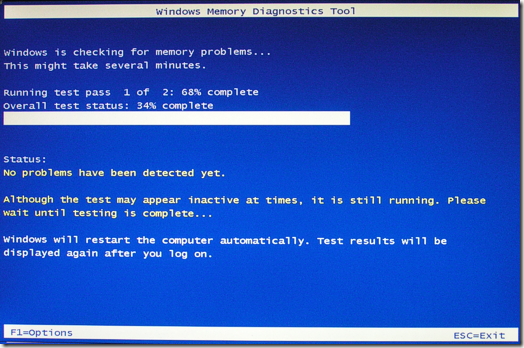 Windows Memory Diagnostics Tool
Windows is checking for memory problems...
This might take several minutes.
Running test pass  1 of  2: 68% complete
Overall test status: 34% complete
Status:
No problems have been detected yet.
Although the test may appear inactive at times, it is still running. Please
wait until testing is complete...
Windows will restart the computer automatically. Test results will be
displayed again after you log on.
F1=Options
ESC=Exit